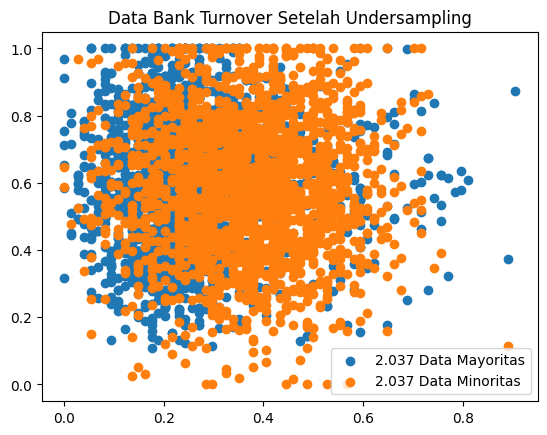 Data Bank Turnover Setelah Undersampling
1.0
0.8
0.6
0.4
0.2
0.0
2.037 Data Mayoritas
2.037 Data Minoritas
0.0 0.2 0.4 0.6 0.8